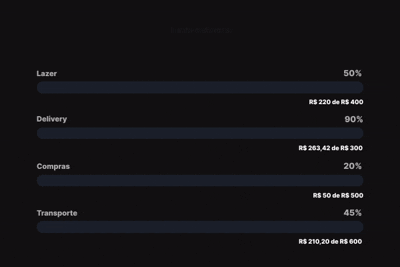 Lazer 50%
R$ 220 de R$ 400
Delivery 90%
R$ 263,42 de R$ 300
Compras 20%
R$ 50 de R$ 500
Transporte 45%
R$ 210,20 de R$ 600